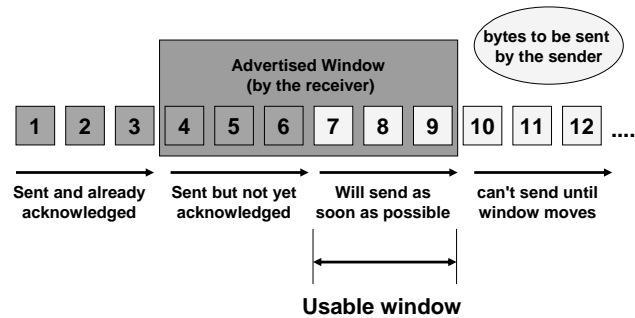 bytes to be sent
by the sender
Advertised Window
(by the receiver)
1 2 3 4 5 6 7 8 9 10 11 12 ....
Sent and already
acknowledged
Sent but not yet
acknowledged
Will send as
soon as possible
can't send until
window moves
Usable window